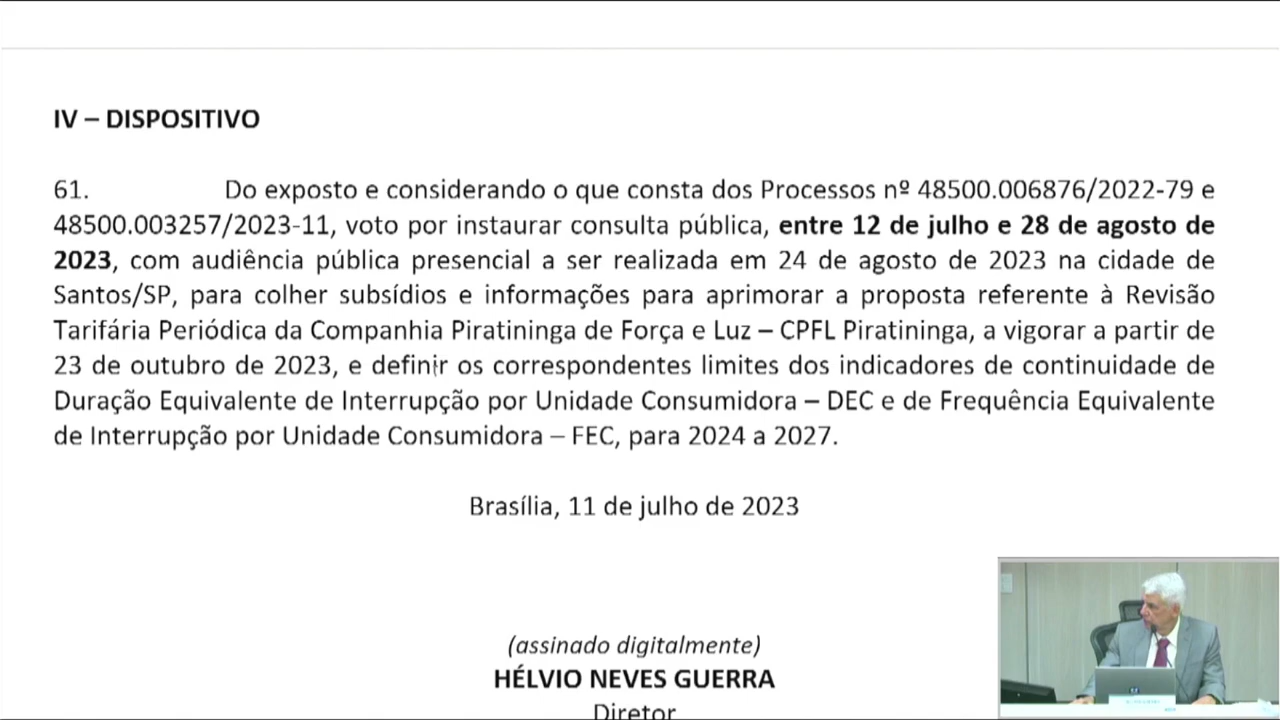 IV – DISPOSITIVO
61. Do exposto e considerando o que consta dos Processos nº 48500.006876/2022-79 e
48500.003257/2023-11, voto por instaurar consulta pública, entre 12 de julho e 28 de agosto de
2023, com audiência pública presencial a ser realizada em 24 de agosto de 2023 na cidade de
Santos/SP, para colher subsídios e informações para aprimorar a proposta referente à Revisão
Tarifária Periódica da Companhia Piratininga de Força e Luz – CPFL Piratininga, a vigorar a partir de
23 de outubro de 2023, e definir os correspondentes limites dos indicadores de continuidade de
Duração Equivalente de Interrupção por Unidade Consumidora – DEC e de Frequência Equivalente
de Interrupção por Unidade Consumidora – FEC, para 2024 a 2027.
Brasília, 11 de julho de 2023
(assinado digitalmente)
HÉLVIO NEVES GUERRA
Diretor